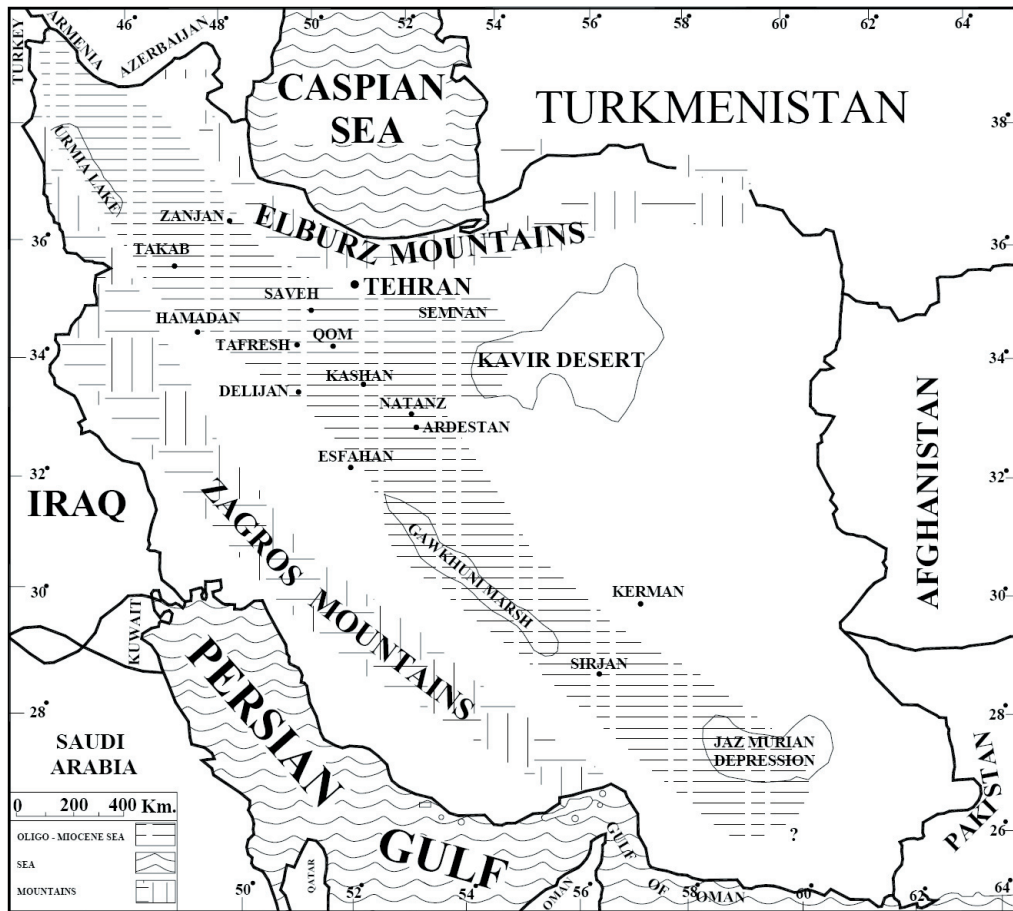 46°
50
52°
54°
56°
58°
60°
62°
64°
TURKEY
ARMENIA
AZERBAIJAN
CASPIAN
SEA
TURKMENISTAN
38°
38°
URMIA LAKE
ZANJAN
ELBURZ MOUNTAINS
36°
36°
TAKAB
TEHRAN
SAVEH
SEMNAN
HAMADAN
QOM
TAFRESH
34°
34°
KAVIR DESERT
KASHAN
DELIJAN
NATANZ
ARDESTAN
ESFAHAN
32°
32°
IRAQ
ZAGROS MOUNTAINS
GAWKHUNI MARSH
AFGHANISTAN
KERMAN
30°
30°
KUWAIT
SIRJAN
PERSIAN
GULF
28°
28°
SAUDI
ARABIA
JAZ MURIAN
DEPRESSION
PAKISTAN
26°
?
0 200 400 Km.
OLIGO - MIOCENE SEA
SEA
MOUNTAINS
GULF
OF OMAN
QATAR
OMAN
50°
52
54°
56°
58°
60°
62°
64°